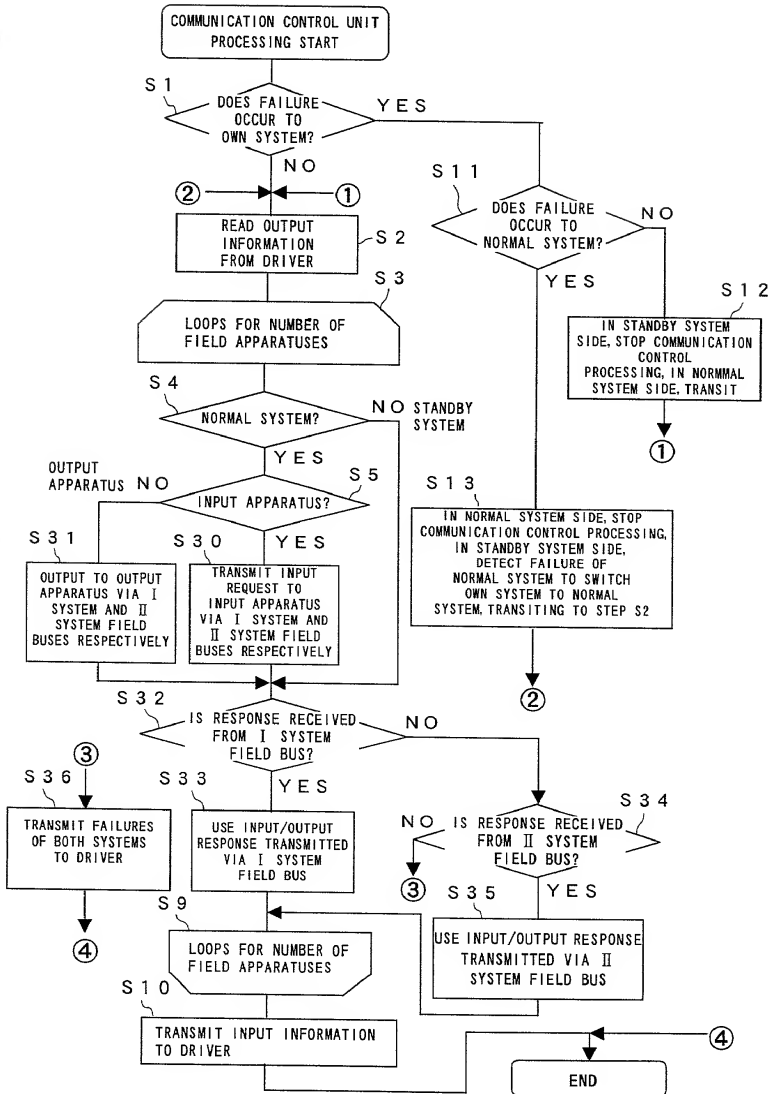 COMMUNICATION CONTROL UNIT
PROCESSING START
S1
DOES FAILURE
OCCUR TO
OWN SYSTEM?
YES
NO
② ①
S2
READ OUTPUT
INFORMATION
FROM DRIVER
S11
DOES FAILURE
OCCUR TO
NORMAL SYSTEM?
NO
YES
S12
IN STANDBY SYSTEM
SIDE, STOP COMMUNICATION
CONTROL
PROCESSING, IN NORMMAL
SYSTEM SIDE, TRANSIT
①
S3
LOOPS FOR NUMBER OF
FIELD APPARATUSES
S4
NORMAL SYSTEM?
NO STANDBY
SYSTEM
YES
S5
INPUT APPARATUS?
OUTPUT
APPARATUS NO
YES
S13
IN NORMAL SYSTEM SIDE, STOP
COMMUNICATION CONTROL PROCESSING,
IN STANDBY SYSTEM SIDE,
DETECT FAILURE OF
NORMAL SYSTEM TO SWITCH
OWN SYSTEM TO NORMAL
SYSTEM, TRANSITING TO STEP S2
②
S31
OUTPUT TO OUTPUT
APPARATUS VIA Ⅰ
SYSTEM AND Ⅱ
SYSTEM FIELD
BUSES RESPECTIVELY
S30
TRANSMIT INPUT
REQUEST TO
INPUT APPARATUS
VIA Ⅰ SYSTEM AND
Ⅱ SYSTEM FIELD
BUSES RESPECTIVELY
S32
IS RESPONSE RECEIVED
FROM Ⅰ SYSTEM
FIELD BUS?
NO
YES
③
S36
TRANSMIT FAILURES
OF BOTH SYSTEMS
TO DRIVER
④
S33
USE INPUT/OUTPUT
RESPONSE TRANSMITTED
VIA Ⅰ SYSTEM
FIELD BUS
S34
NO
IS RESPONSE RECEIVED
FROM Ⅱ SYSTEM
FIELD BUS?
③
YES
S35
USE INPUT/OUTPUT RESPONSE
TRANSMITTED VIA Ⅱ
SYSTEM FIELD BUS
S9
LOOPS FOR NUMBER OF
FIELD APPARATUSES
S10
TRANSMIT INPUT INFORMATION
TO DRIVER
④
END